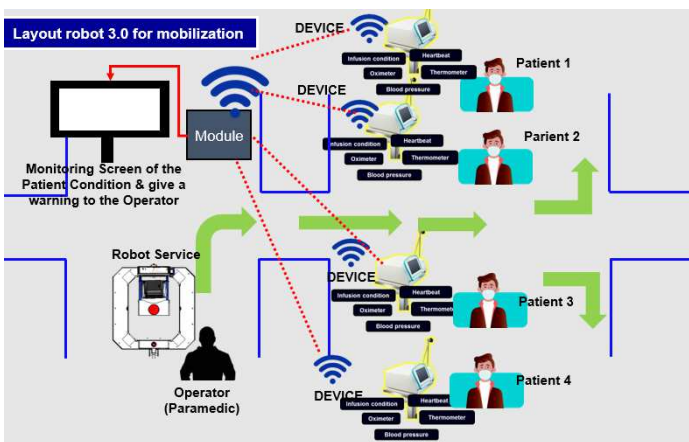 Layout robot 3.0 for mobilization
DEVICE
Infusion condition
Heartbeat
Oximeter
Thermometer
Blood pressure
Patient 1
DEVICE
Infusion condition
Heartbeat
Oximeter
Thermometer
Blood pressure
Parient 2
Module
Monitoring Screen of the
Patient Condition & give a
warning to the Operator
Robot Service
DEVICE
Infusion condition
Heartbeat
Oximeter
Thermometer
Blood pressure
Patient 3
Operator
(Paramedic)
DEVICE
Infusion condition
Heartbeat
Oximeter
Thermometer
Blood pressure
Patient 4